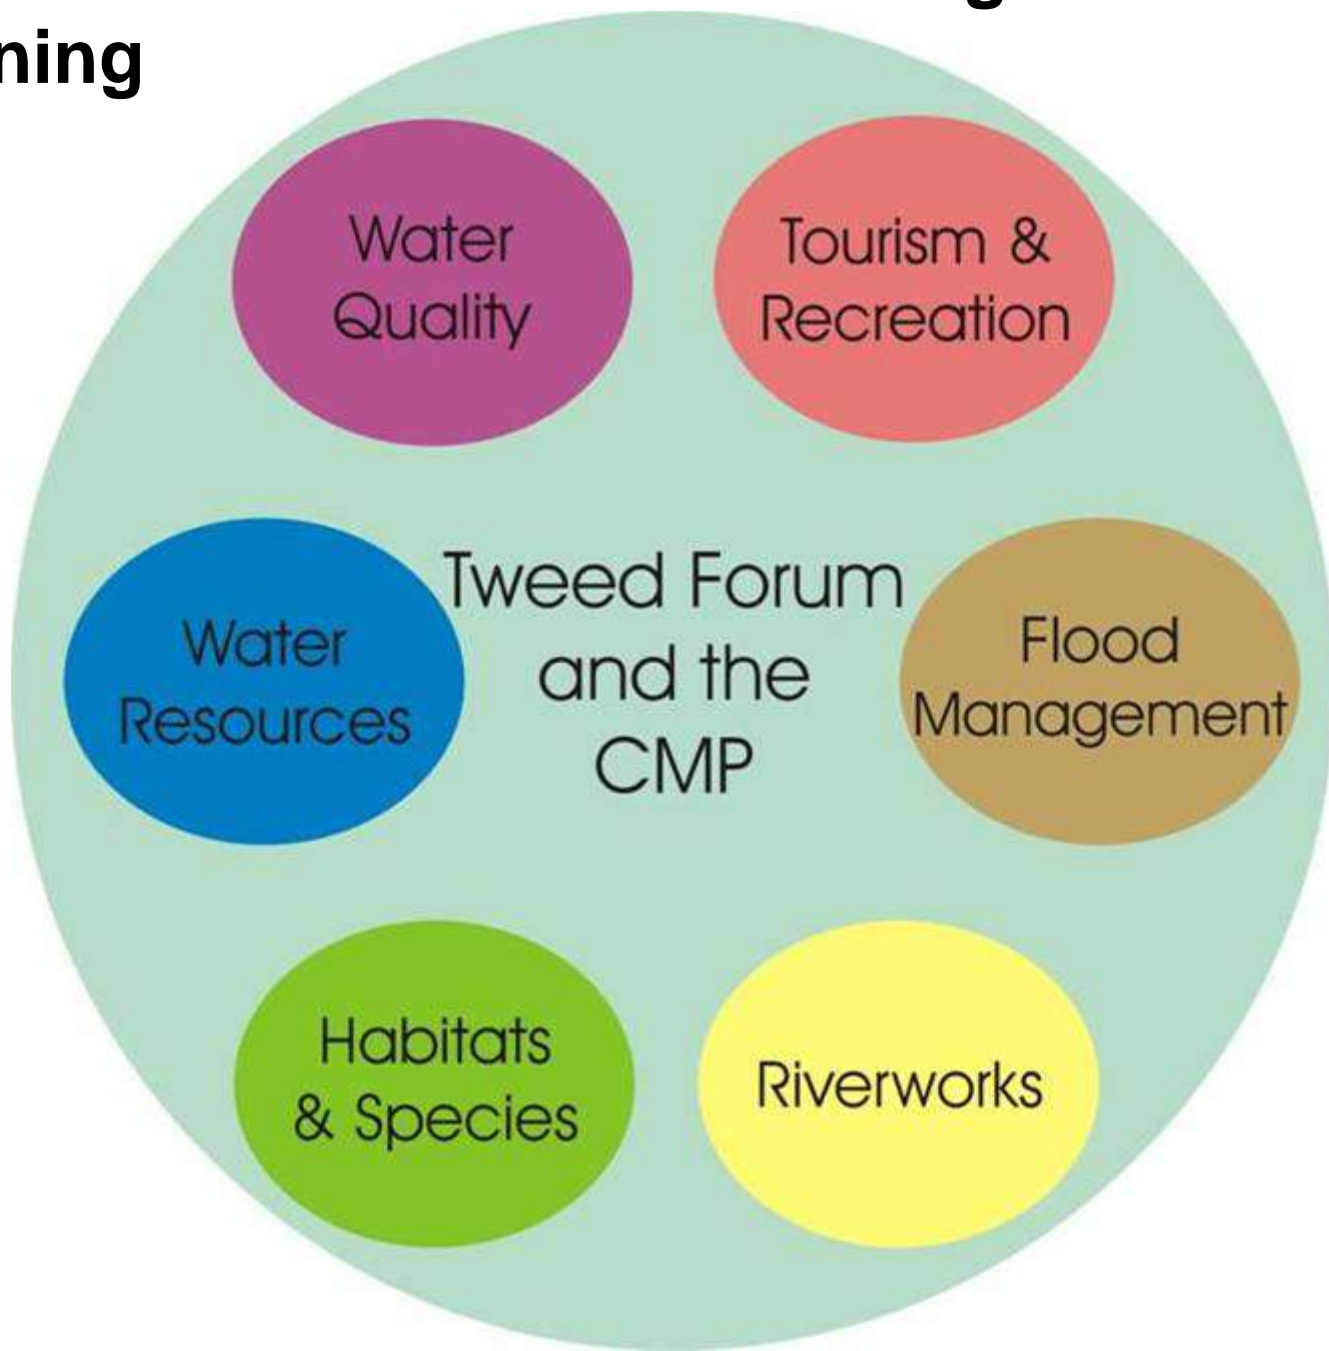 ning
Water
Quality
Tourism &
Recreation
Tweed Forum
and the
CMP
Water
Resources
Flood
Management
Habitats
& Species
Riverworks